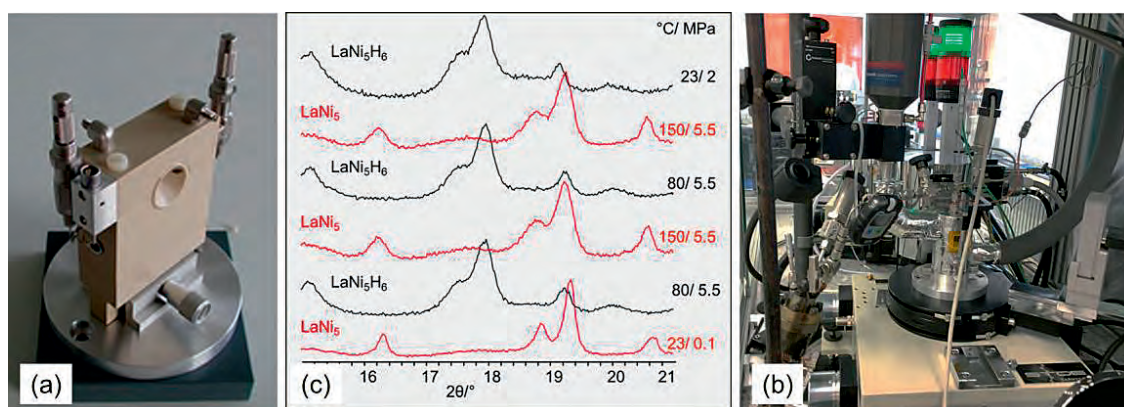 (a)
°C/ MPa
LaNi5H6
23/ 2
LaNi5
150/ 5.5
LaNi5H6
80/ 5.5
LaNi5
150/ 5.5
LaNi5H6
80/ 5.5
LaNi5
23/ 0.1
16 17 18 19 20 21
2θ/°
(c)
(b)